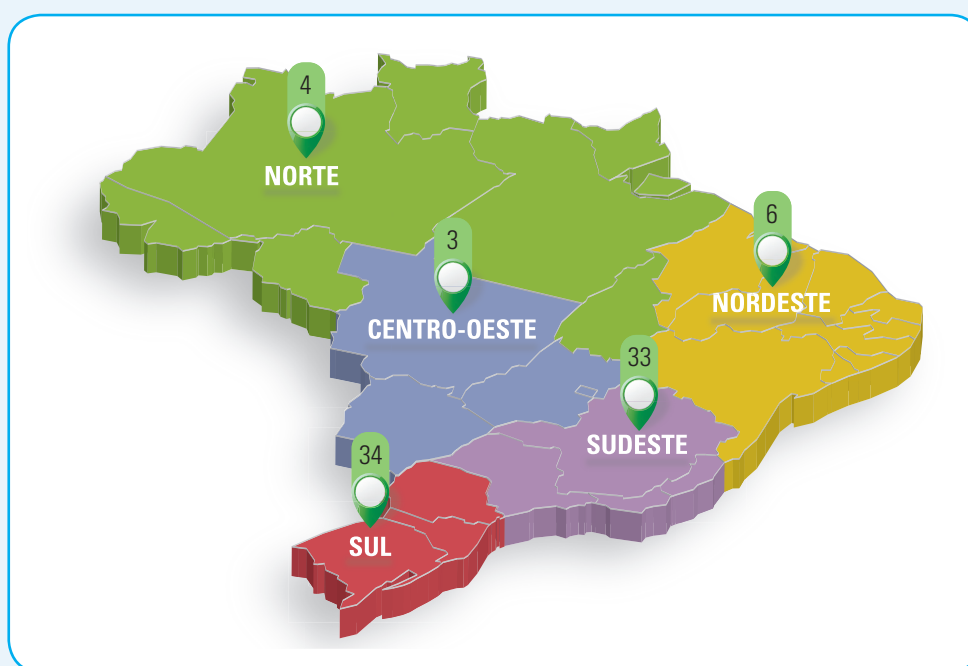 4
NORTE
6
NORDESTE
3
CENTRO-OESTE
33
SUDESTE
34
SUL